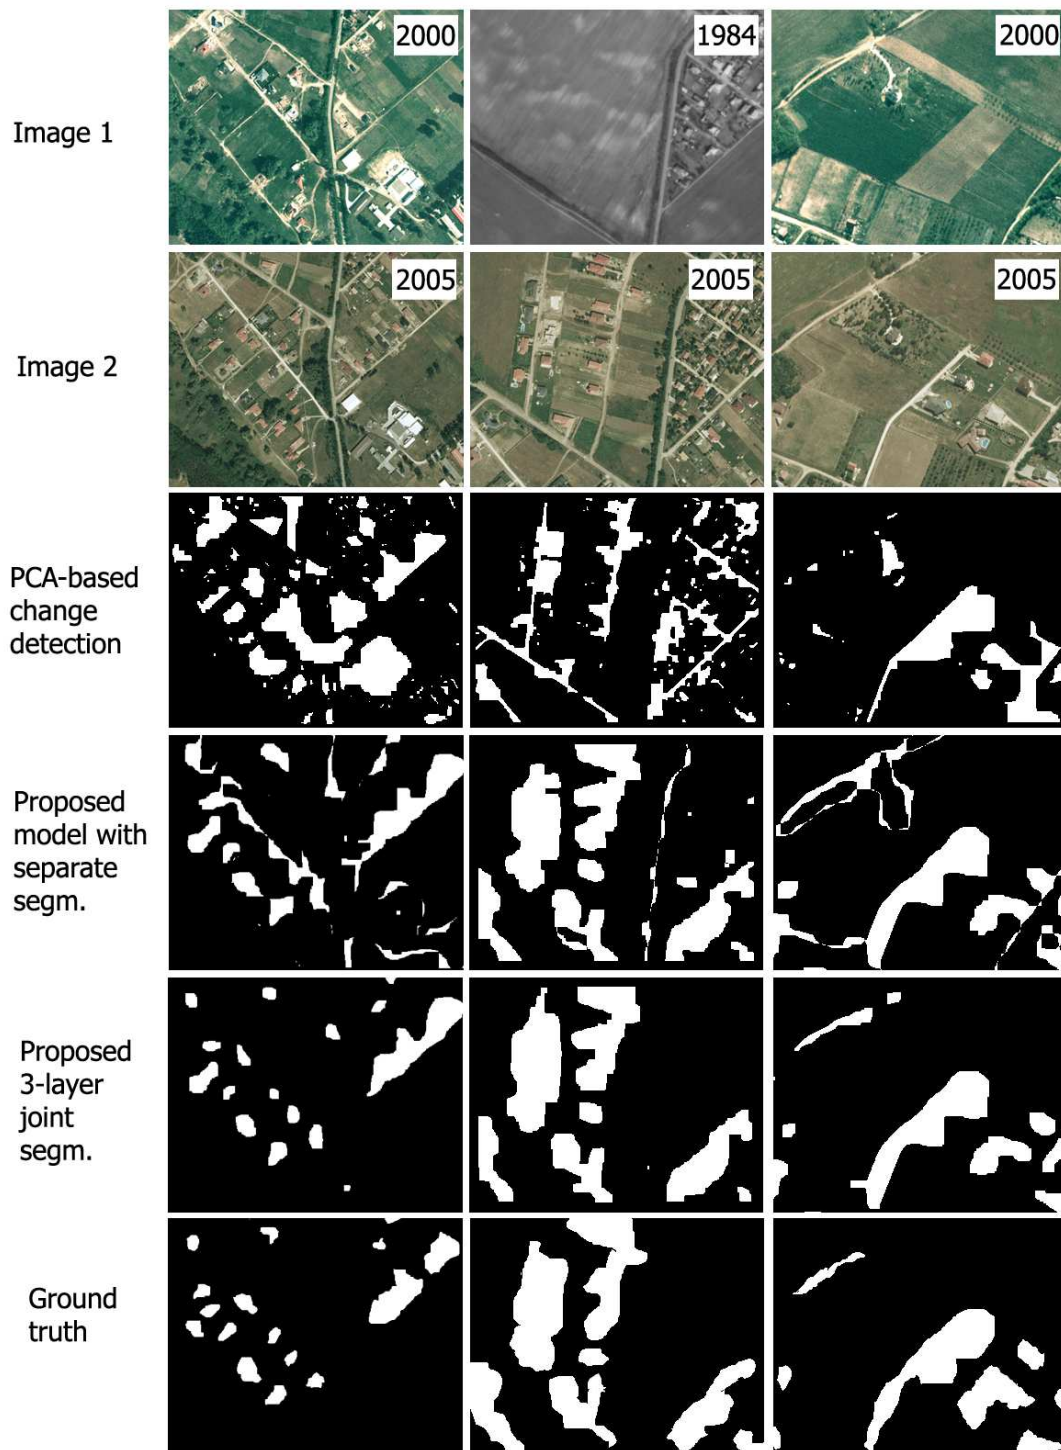 Image 1
2000
1984
2000
Image 2
2005
2005
2005
PCA-based
change
detection
Proposed
model with
separate
segm.
Proposed
3-layer
joint
segm.
Ground
truth